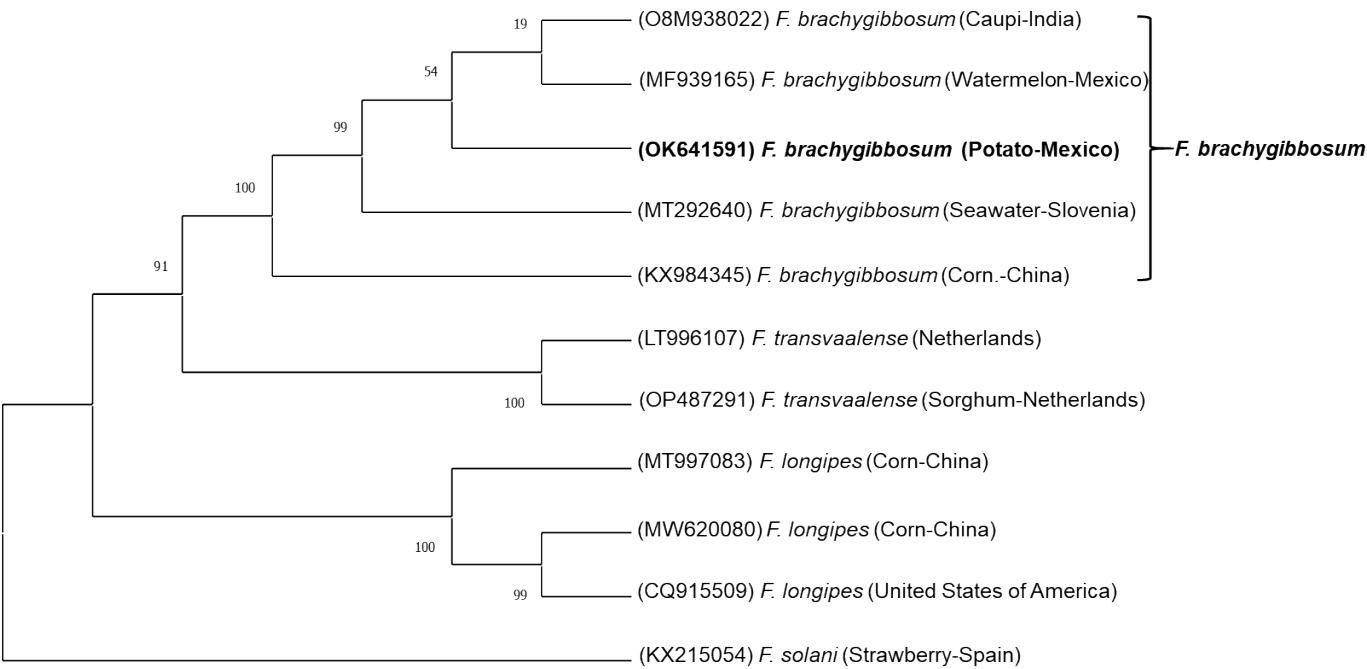 19 (O8M938022) F. brachygibbosum (Caupi-India)
54 (MF939165) F. brachygibbosum (Watermelon-Mexico)
99 (OK641591) F. brachygibbosum (Potato-Mexico) F. brachygibbosum
100 (MT292640) F. brachygibbosum (Seawater-Slovenia)
91 (KX984345) F. brachygibbosum (Corn.-China)
(LT996107) F. transvaalense (Netherlands)
100 (OP487291) F. transvaalense (Sorghum-Netherlands)
(MT997083) F. longipes (Corn-China)
100 (MW620080) F. longipes (Corn-China)
99 (CQ915509) F. longipes (United States of America)
(KX215054) F. solani (Strawberry-Spain)